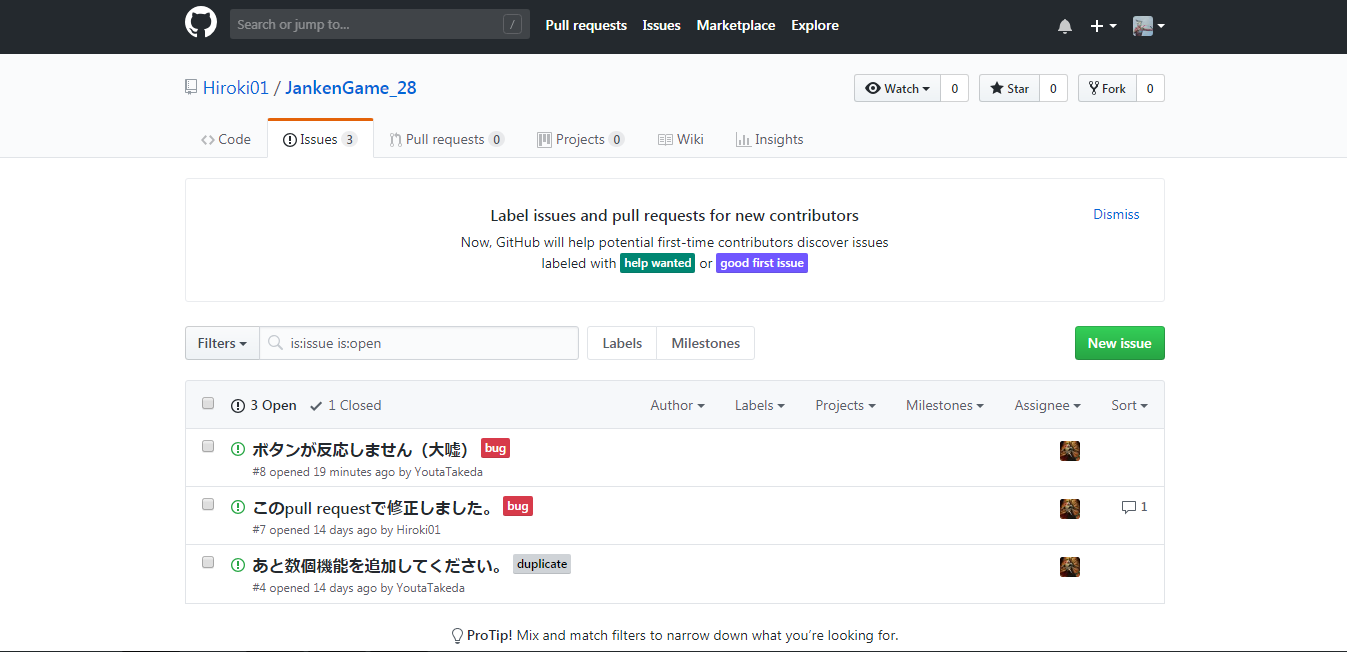 Search or jump to... / Pull requests Issues Marketplace Explore
Hiroki01 / JankenGame_28 Watch 0 Star 0 Fork 0
Code Issues 3 Pull requests 0 Projects 0 Wiki Insights
Label issues and pull requests for new contributors Dismiss
Now, GitHub will help potential first-time contributors discover issues
labeled with help wanted or good first issue
Filters is:issue is:open Labels Milestones New issue
3 Open 1 Closed Author Labels Projects Milestones Assignee Sort
ボタンが反応しません（大嘘） bug
#8 opened 19 minutes ago by YoutaTakeda
このpull requestで修正しました。 bug 1
#7 opened 14 days ago by Hiroki01
あと数個機能を追加してください。 duplicate
#4 opened 14 days ago by YoutaTakeda
ProTip! Mix and match filters to narrow down what you’re looking for.